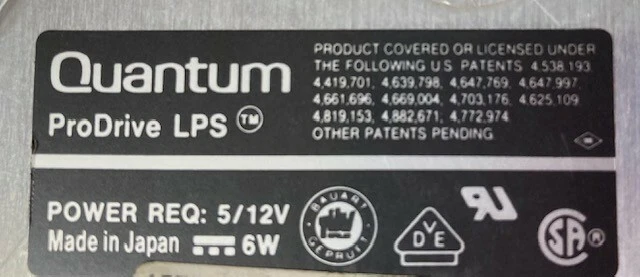 Quantum
ProDrive LPS ™
PRODUCT COVERED OR LICENSED UNDER
THE FOLLOWING U.S. PATENTS 4,538,193
4,419,701, 4,639,798, 4,647,769, 4,647,997,
4,661,696, 4,669,004, 4,703,176, 4,625,109
4,819,153, 4,882,671, 4,772,974
OTHER PATENTS PENDING
POWER REQ: 5/12V
Made in Japan 6W
BAUART
GEPRÜFT
VDE
UR
SA ®